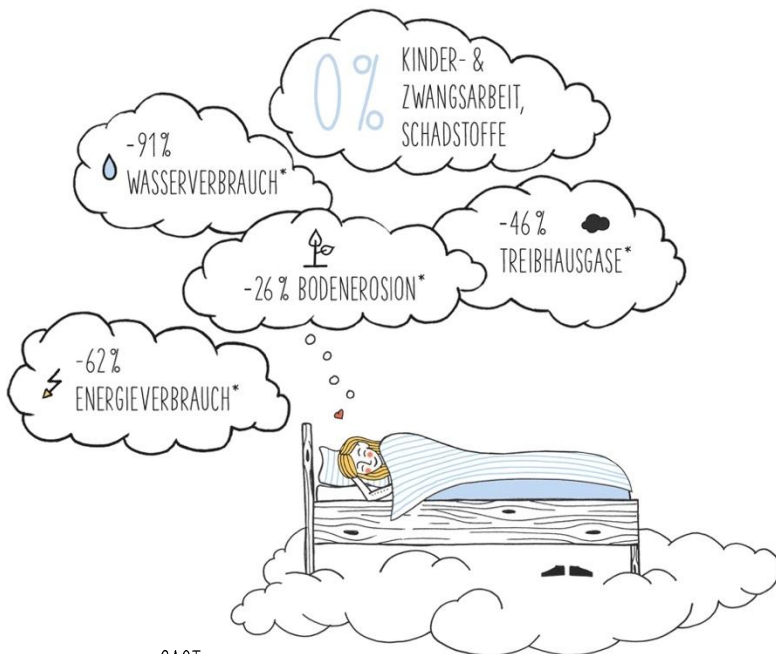 0% KINDER- &
ZWANGSARBEIT,
SCHADSTOFFE
-91%
WASSERVERBRAUCH*
-46%
TREIBHAUSGASE*
-26% BODENEROSION*
-62%
ENERGIEVERBRAUCH*